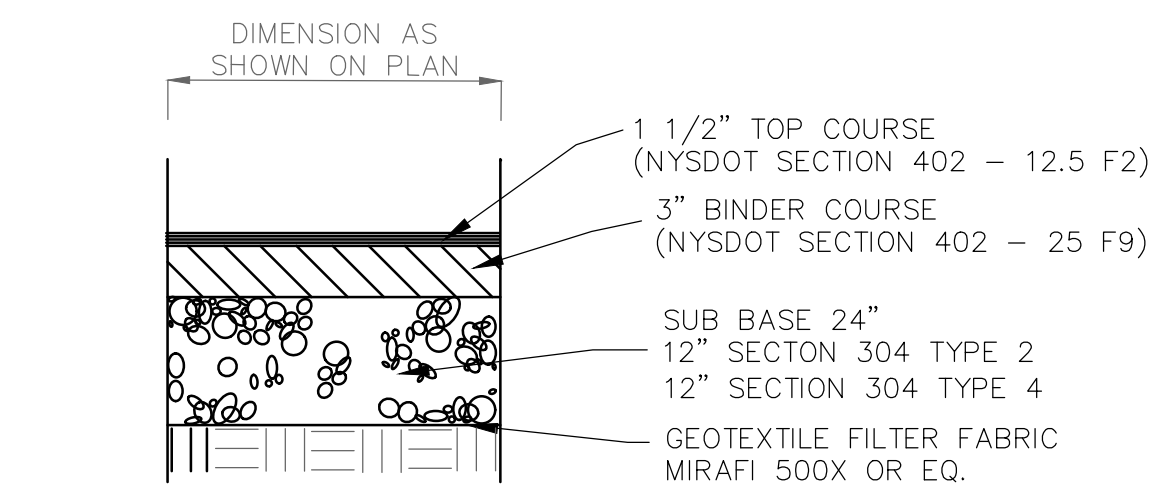 DIMENSION AS
SHOWN ON PLAN
1 1/2" TOP COURSE
(NYSDOT SECTION 402 – 12.5 F2)
3" BINDER COURSE
(NYSDOT SECTION 402 – 25 F9)
SUB BASE 24"
12" SECTON 304 TYPE 2
12" SECTION 304 TYPE 4
GEOTEXTILE FILTER FABRIC
MIRAFI 500X OR EQ.